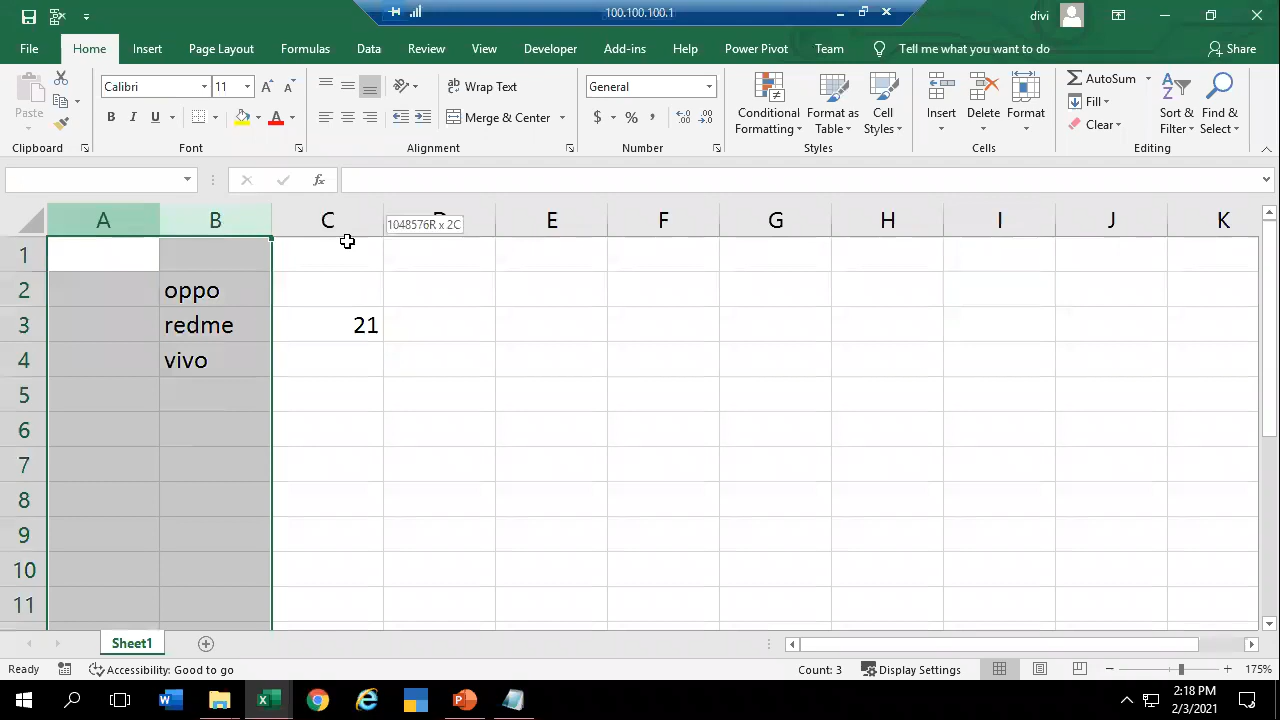 100.100.100.1
divi
File Home Insert Page Layout Formulas Data Review View Developer Add-ins Help Power Pivot Team Tell me what you want to do Share
Paste
Clipboard
Calibri 11
B I U A
Font
Wrap Text
Merge & Center
Alignment
General
$ % ,
Number
Conditional Formatting
Format as Table
Cell Styles
Styles
Insert
Delete
Format
Cells
AutoSum
Fill
Clear
Sort & Filter
Find & Select
Editing
fx
A B C E F G H I J K
1048576R x 2C
1
2 oppo
3 redme 21
4 vivo
5
6
7
8
9
10
11
Sheet1
Ready Accessibility: Good to go Count: 3 Display Settings 175%
2:18 PM
2/3/2021